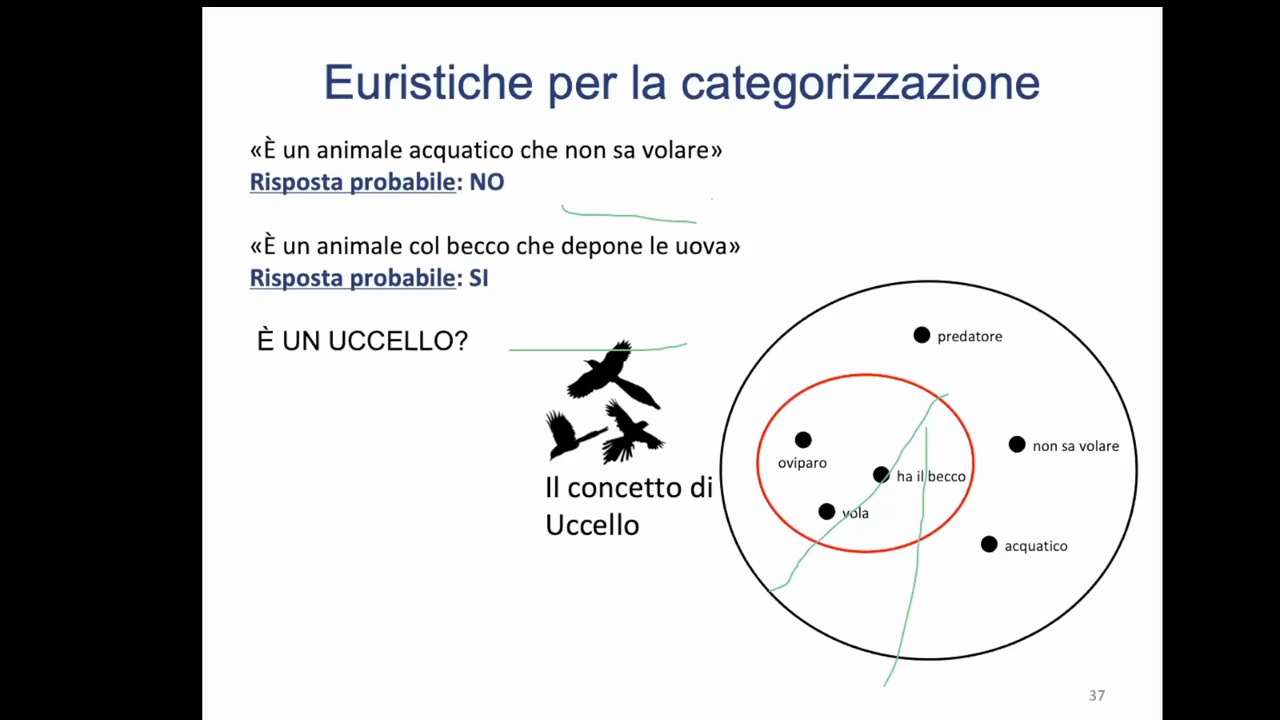 Euristiche per la categorizzazione
«È un animale acquatico che non sa volare»
Risposta probabile: NO
«È un animale col becco che depone le uova»
Risposta probabile: SI
È UN UCCELLO?
Il concetto di
Uccello
predatore
oviparo
ha il becco
vola
non sa volare
acquatico
37